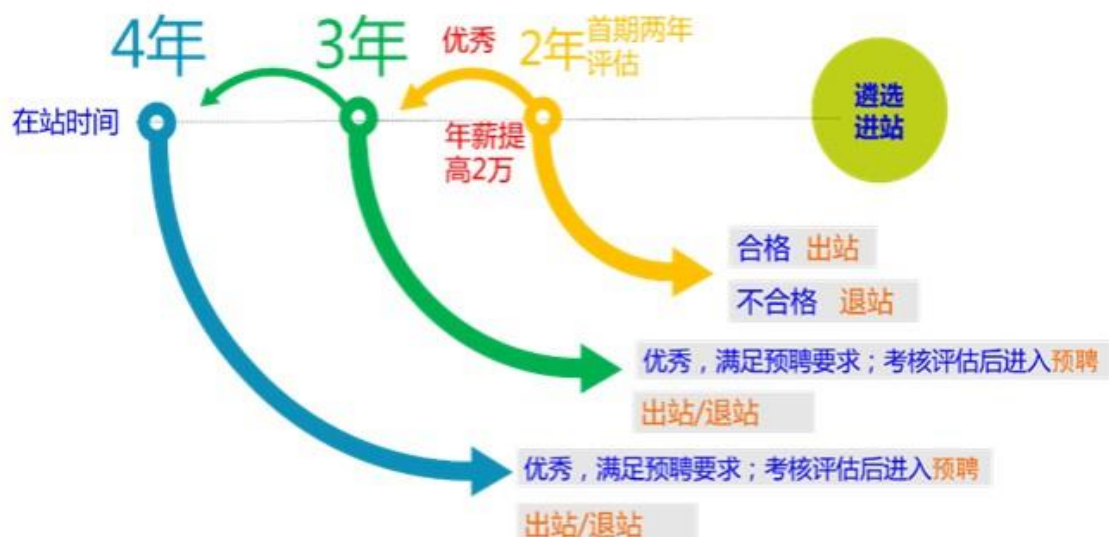 4年
3年
优秀
2年
首期两年
评估
在站时间
年薪提
高2万
遴选
进站
合格 出站
不合格 退站
优秀，满足预聘要求；考核评估后进入预聘
出站/退站
优秀，满足预聘要求；考核评估后进入预聘
出站/退站